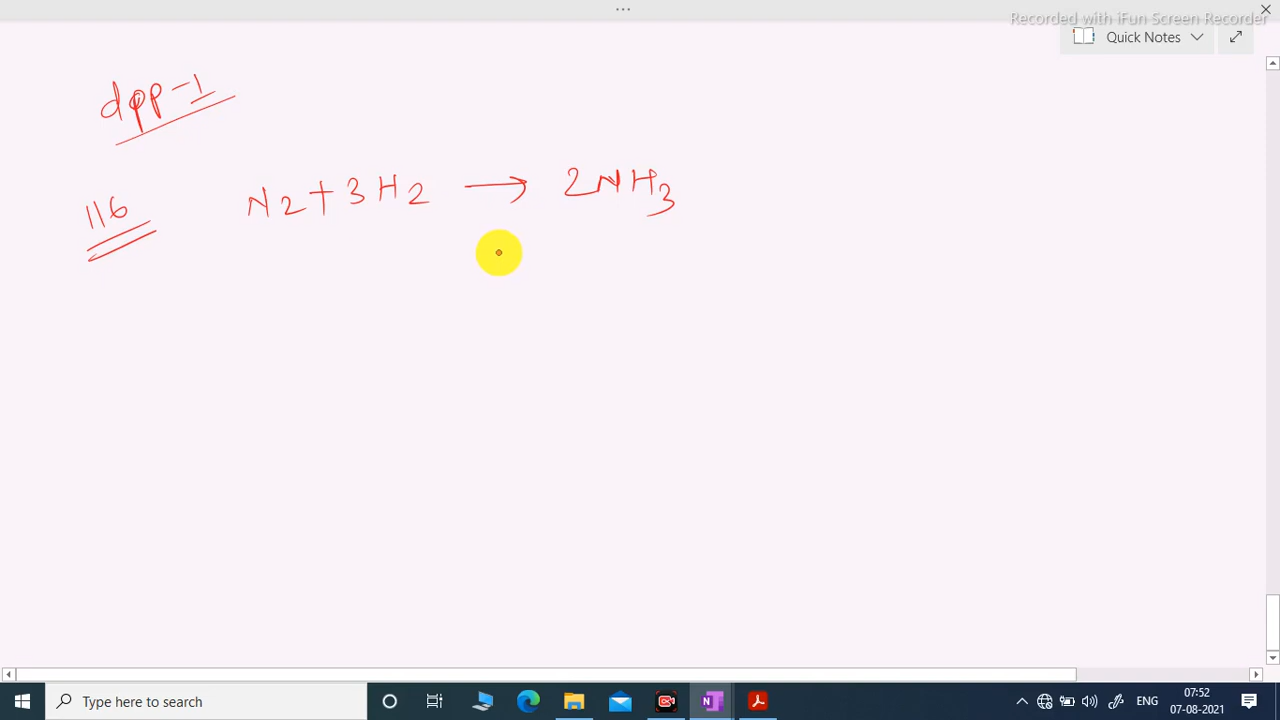 Recorded with iFun Screen Recorder
Quick Notes
dpp-1
116 N2+3H2 → 2NH3
Type here to search
ENG
07:52
07-08-2021